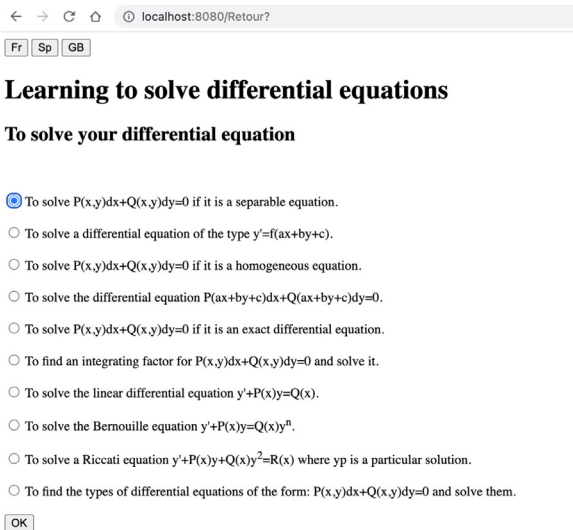 localhost:8080/Retour?
Fr Sp GB
Learning to solve differential equations
To solve your differential equation
To solve P(x,y)dx+Q(x,y)dy=0 if it is a separable equation.
To solve a differential equation of the type y'=f(ax+by+c).
To solve P(x,y)dx+Q(x,y)dy=0 if it is a homogeneous equation.
To solve the differential equation P(ax+by+c)dx+Q(ax+by+c)dy=0.
To solve P(x,y)dx+Q(x,y)dy=0 if it is an exact differential equation.
To find an integrating factor for P(x,y)dx+Q(x,y)dy=0 and solve it.
To solve the linear differential equation y'+P(x)y=Q(x).
To solve the Bernouille equation y'+P(x)y=Q(x)yⁿ.
To solve a Riccati equation y'+P(x)y+Q(x)y²=R(x) where yp is a particular solution.
To find the types of differential equations of the form: P(x,y)dx+Q(x,y)dy=0 and solve them.
OK